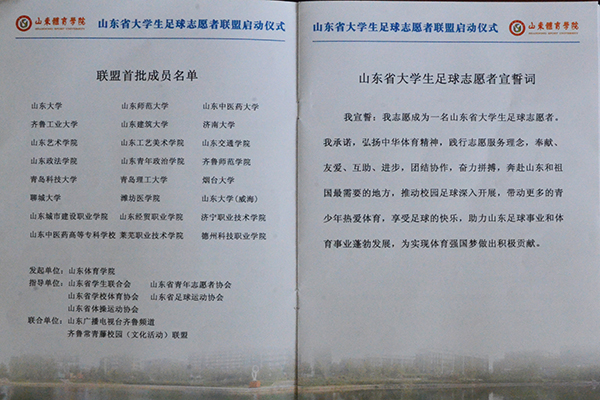 山东体育学院 山东省大学生足球志愿者联盟启动仪式
联盟首批成员名单
山东大学 山东师范大学 山东中医药大学
齐鲁工业大学 山东建筑大学 济南大学
山东艺术学院 山东工艺美术学院 山东交通学院
山东政法学院 山东青年政治学院 齐鲁师范学院
青岛科技大学 青岛理工大学 烟台大学
聊城大学 潍坊医学院 山东大学(威海)
山东城市建设职业学院 山东经贸职业学院 济宁职业技术学院
山东中医药高等专科学校 莱芜职业技术学院 德州科技职业学院
发起单位：山东体育学院
指导单位：山东省学生联合会 山东省青年志愿者协会
山东省学校体育协会 山东省足球运动协会
山东省体操运动协会
联合单位：山东广播电视台齐鲁频道
齐鲁常青藤校园（文化活动）联盟
山东省大学生足球志愿者联盟启动仪式 山东體育学院
山东省大学生足球志愿者宣誓词
我宣誓：我志愿成为一名山东省大学生足球志愿者。
我承诺，弘扬中华体育精神，践行志愿服务理念，奉献、
友爱、互助、进步，团结协作，奋力拼搏，奔赴山东和祖
国最需要的地方，推动校园足球深入开展，带动更多的青
少年热爱体育，享受足球的快乐，助力山东足球事业和体
育事业蓬勃发展，为实现体育强国梦做出积极贡献。